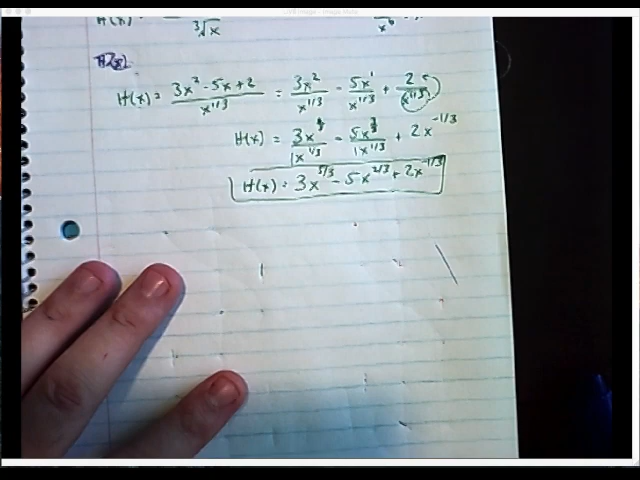 H(x) = ∛x
H(x) = 3x² - 5x + 2 / x^1/3 = 3x² / x^1/3 - 5x¹ / x^1/3 + 2 / x^1/3
H(x) = 3x / 1x^1/3 - 5x / 1x^1/3 + 2x^-1/3
H(x) = 3x^5/3 - 5x^2/3 + 2x^-1/3